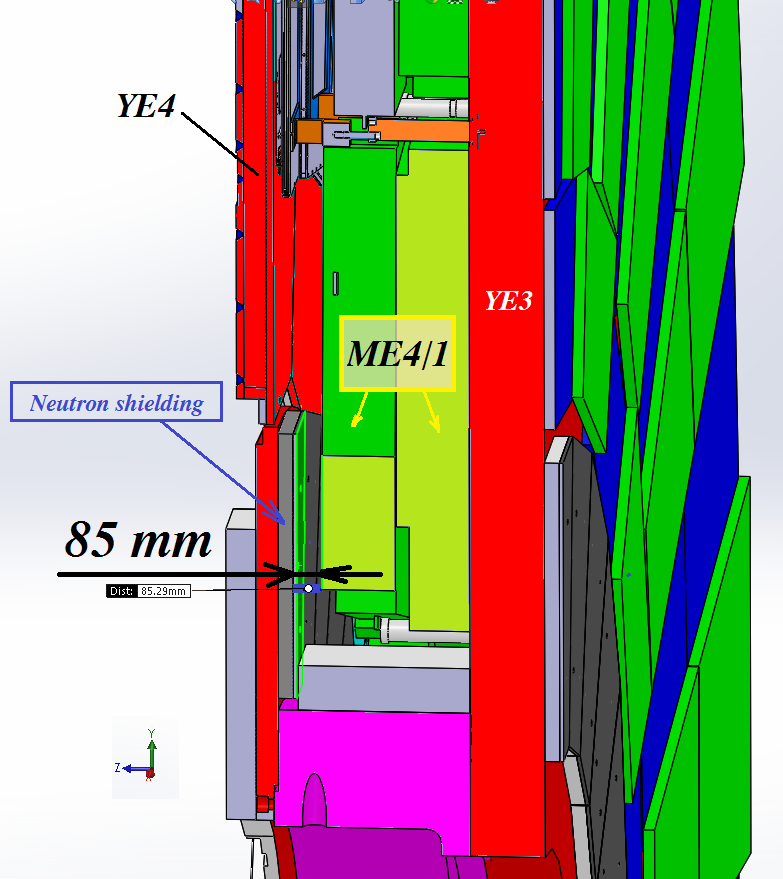 YE4
YE3
ME4/1
Neutron shielding
85 mm
Dist: 85.29mm
Y
Z
X